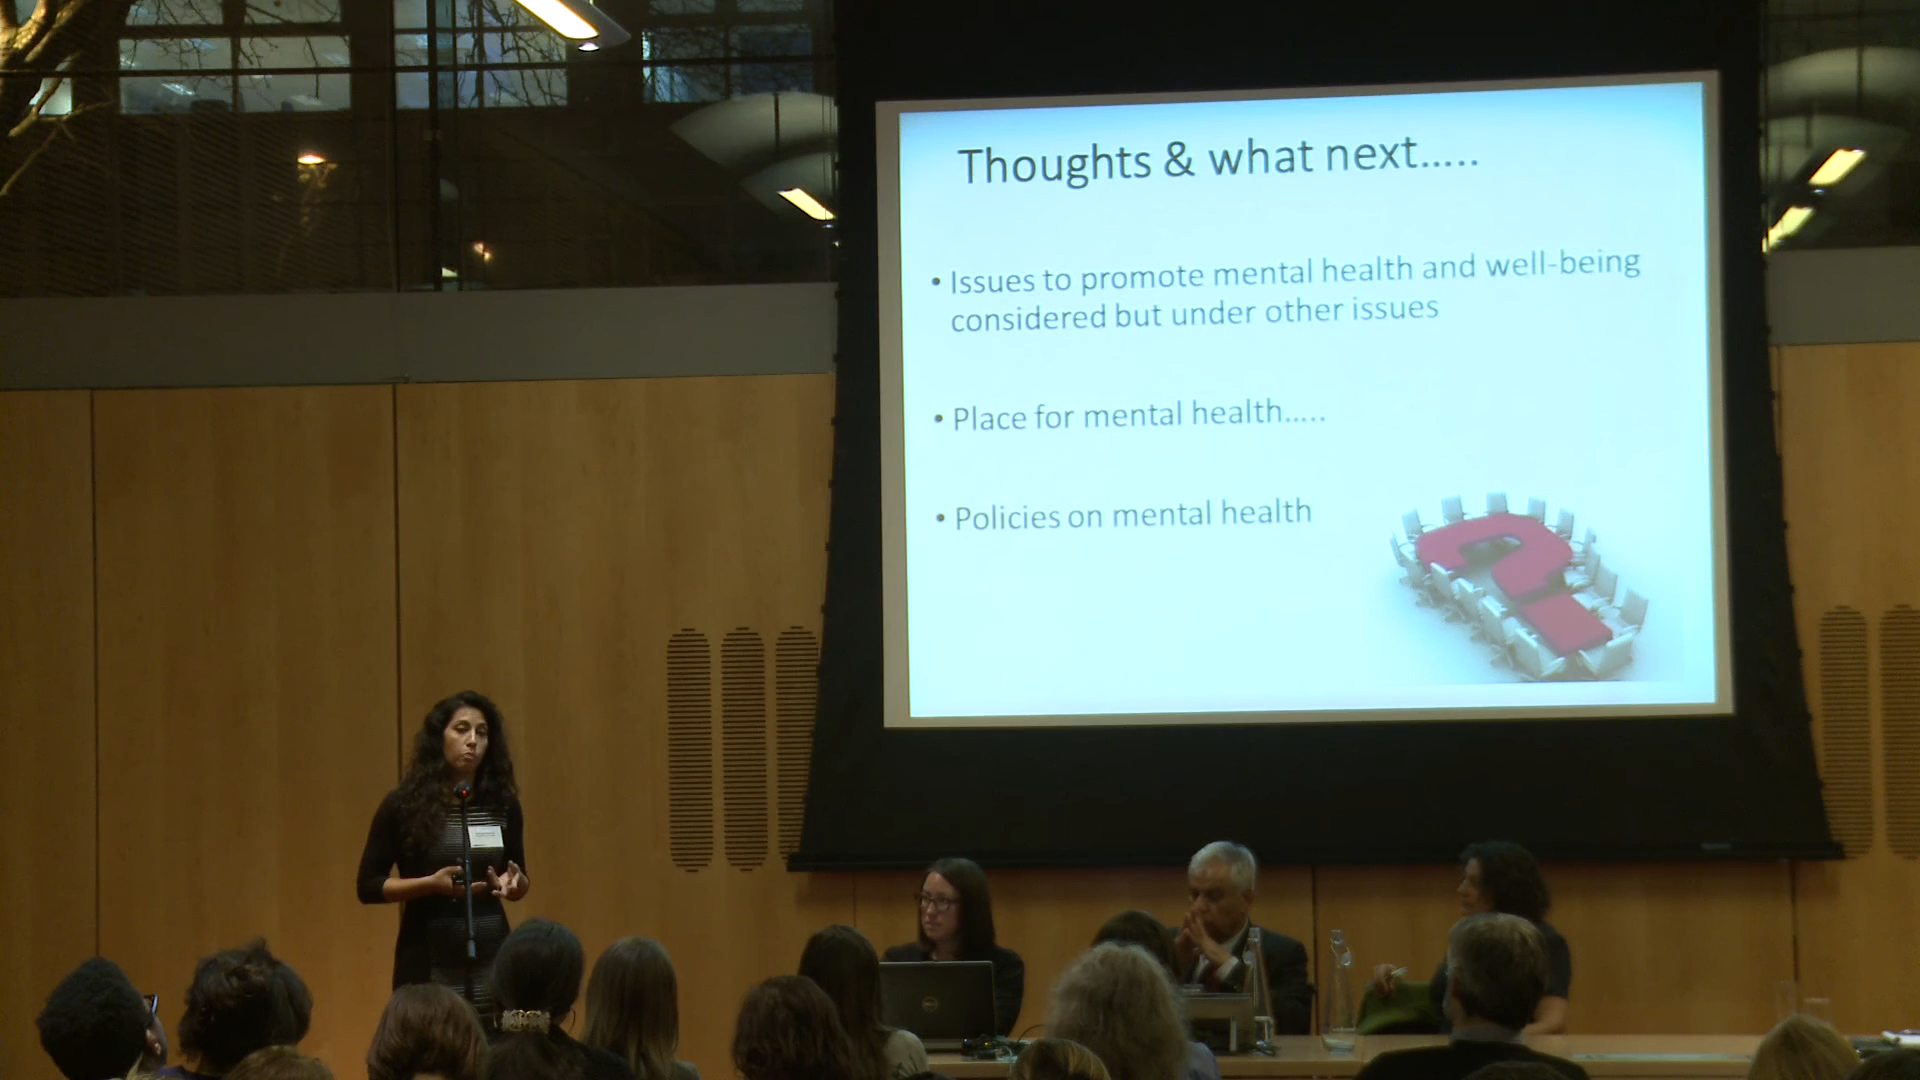 Thoughts & what next.....
• Issues to promote mental health and well-being
considered but under other issues
• Place for mental health.....
• Policies on mental health
DELL